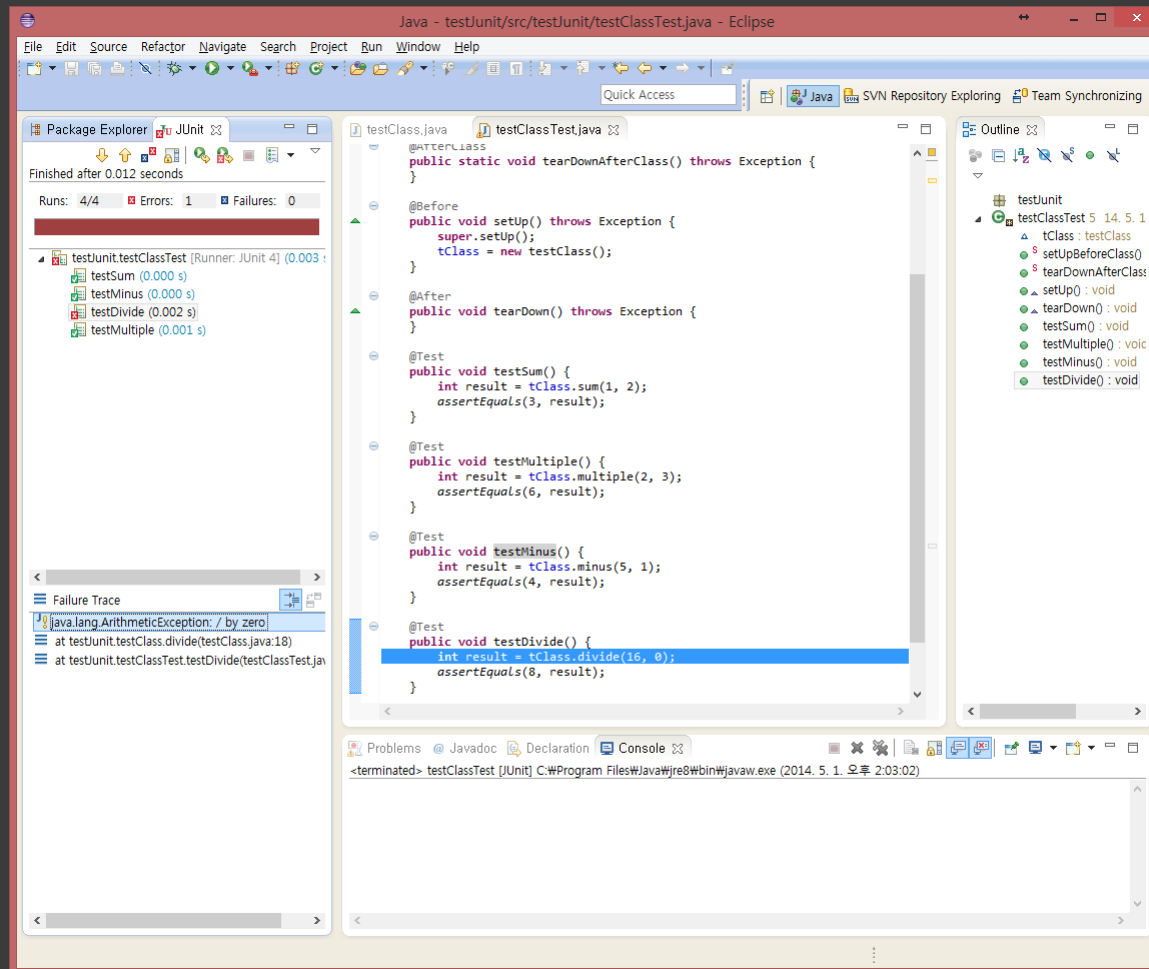 Java - testJunit/src/testJunit/testClassTest.java - Eclipse
File Edit Source Refactor Navigate Search Project Run Window Help
Quick Access
Java SVN Repository Exploring Team Synchronizing
Package Explorer JUnit
Finished after 0.012 seconds
Runs: 4/4 Errors: 1 Failures: 0
testJunit.testClassTest [Runner: JUnit 4] (0.003 s
testSum (0.000 s)
testMinus (0.000 s)
testDivide (0.002 s)
testMultiple (0.001 s)
Failure Trace
java.lang.ArithmeticException: / by zero
at testJunit.testClass.divide(testClass.java:18)
at testJunit.testClassTest.testDivide(testClassTest.jav
testClass.java testClassTest.java
@AfterClass
public static void tearDownAfterClass() throws Exception {
}
@Before
public void setUp() throws Exception {
super.setUp();
tClass = new testClass();
}
@After
public void tearDown() throws Exception {
}
@Test
public void testSum() {
int result = tClass.sum(1, 2);
assertEquals(3, result);
}
@Test
public void testMultiple() {
int result = tClass.multiple(2, 3);
assertEquals(6, result);
}
@Test
public void testMinus() {
int result = tClass.minus(5, 1);
assertEquals(4, result);
}
@Test
public void testDivide() {
int result = tClass.divide(16, 0);
assertEquals(8, result);
}
Outline
testJunit
testClassTest 5 14. 5. 1
tClass : testClass
S setUpBeforeClass()
S tearDownAfterClass
setUp() : void
tearDown() : void
testSum() : void
testMultiple() : voic
testMinus() : void
testDivide() : void
Problems @ Javadoc Declaration Console
<terminated> testClassTest [JUnit] C:₩Program Files₩Java₩jre8₩bin₩javaw.exe (2014. 5. 1. 오후 2:03:02)